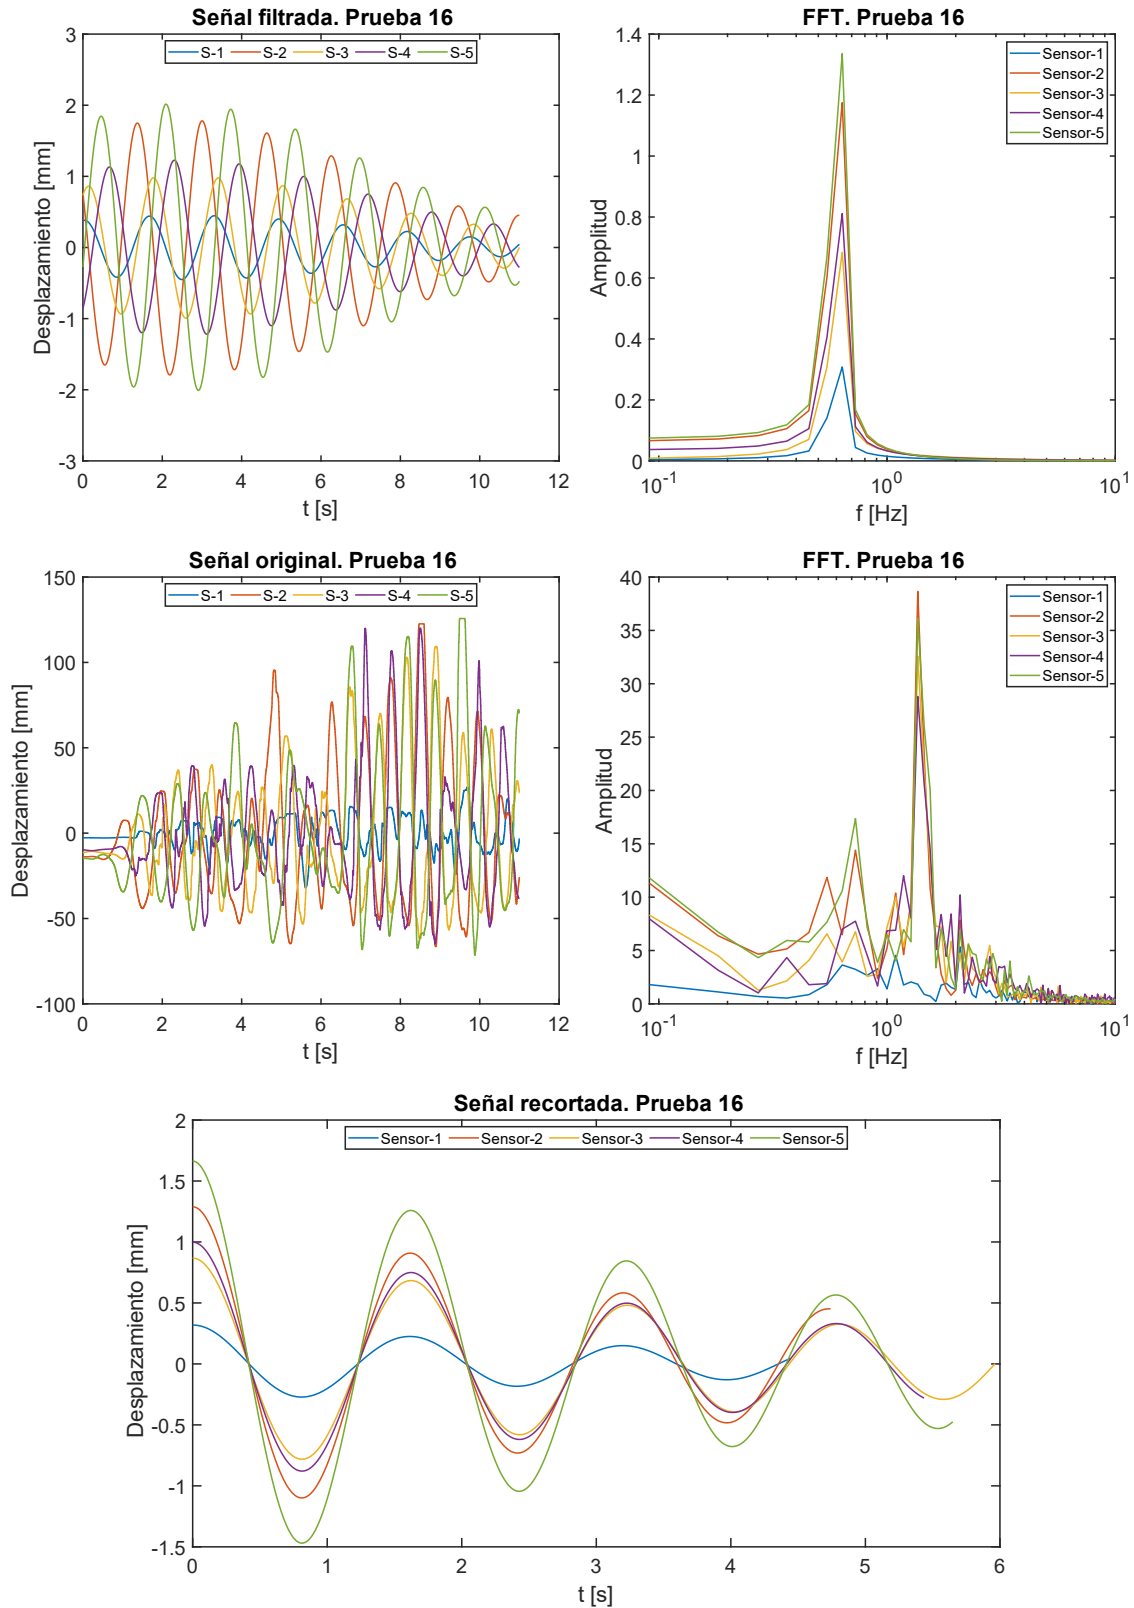 Señal filtrada. Prueba 16
S-1 S-2 S-3 S-4 S-5
Desplazamiento [mm]
3
2
1
0
-1
-2
-3
0 2 4 6 8 10 12
t [s]
FFT. Prueba 16
Sensor-1
Sensor-2
Sensor-3
Sensor-4
Sensor-5
Ampplitud
1.4
1.2
1
0.8
0.6
0.4
0.2
0
10^-1 10^0 10^1
f [Hz]
Señal original. Prueba 16
S-1 S-2 S-3 S-4 S-5
Desplazamiento [mm]
150
100
50
0
-50
-100
0 2 4 6 8 10 12
t [s]
FFT. Prueba 16
Sensor-1
Sensor-2
Sensor-3
Sensor-4
Sensor-5
Amplitud
40
35
30
25
20
15
10
5
0
10^-1 10^0 10^1
f [Hz]
Señal recortada. Prueba 16
Sensor-1 Sensor-2 Sensor-3 Sensor-4 Sensor-5
Desplazamiento [mm]
2
1.5
1
0.5
0
-0.5
-1
-1.5
0 1 2 3 4 5 6
t [s]